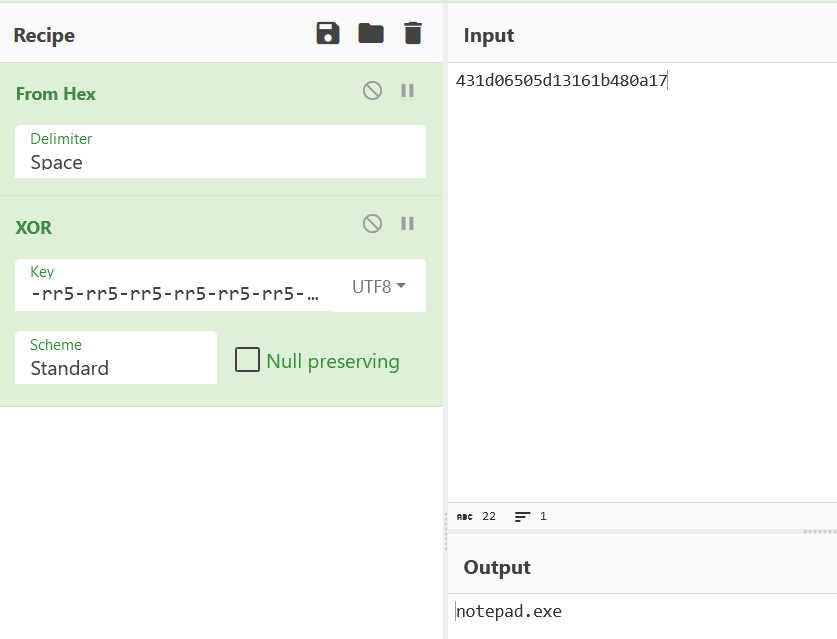 Recipe
From Hex
Delimiter
Space
XOR
Key
-rr5-rr5-rr5-rr5-rr5-rr5-…
UTF8
Scheme
Standard
Null preserving
Input
431d06505d13161b480a17
ABC 22 1
Output
notepad.exe